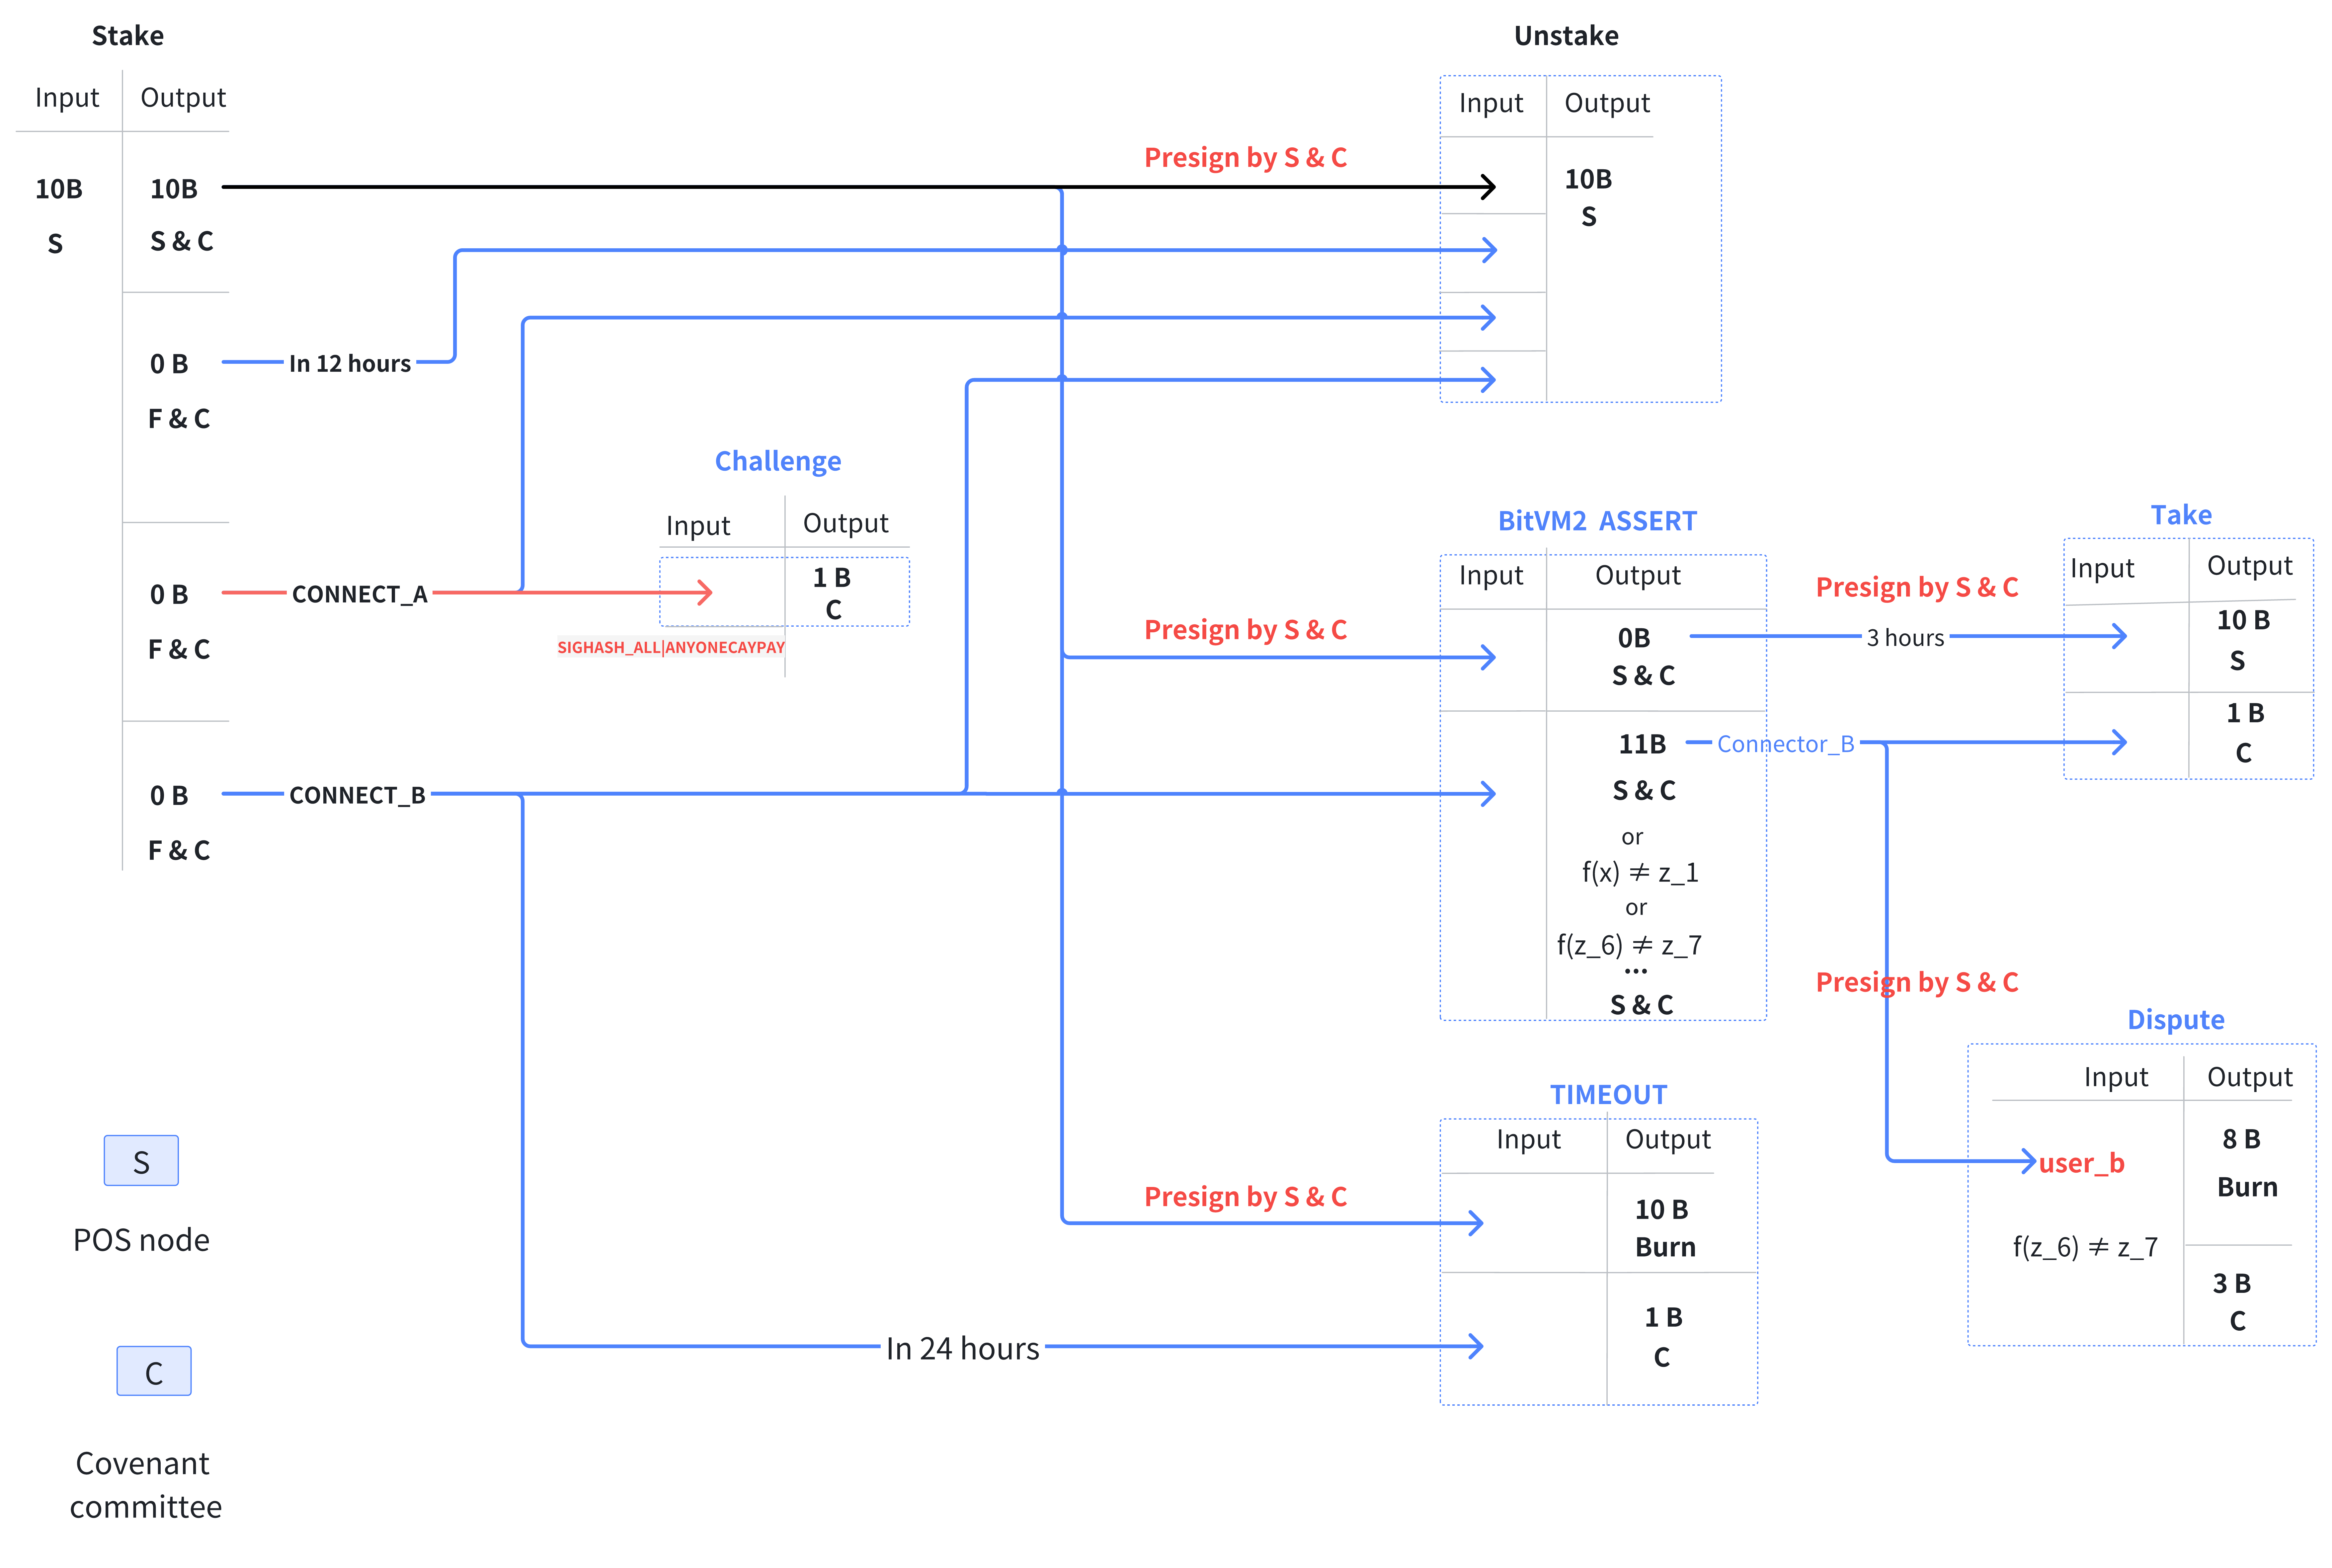 Stake
Input Output
10B
S
10B
S & C
0 B
In 12 hours
F & C
0 B
CONNECT_A
F & C
0 B
CONNECT_B
F & C
Challenge
Input Output
1 B
C
SIGHASH_ALL|ANYONECAYPAY
Unstake
Presign by S & C
Input Output
10B
S
BitVM2 ASSERT
Presign by S & C
Input Output
0B
S & C
11B
S & C
or
f(x) ≠ z_1
or
f(z_6) ≠ z_7
...
S & C
Presign by S & C
3 hours
Connector_B
Take
Input Output
10 B
S
1 B
C
Presign by S & C
Dispute
Input Output
user_b
f(z_6) ≠ z_7
8 B
Burn
3 B
C
TIMEOUT
Presign by S & C
Input Output
10 B
Burn
In 24 hours
1 B
C
S
POS node
C
Covenant
committee